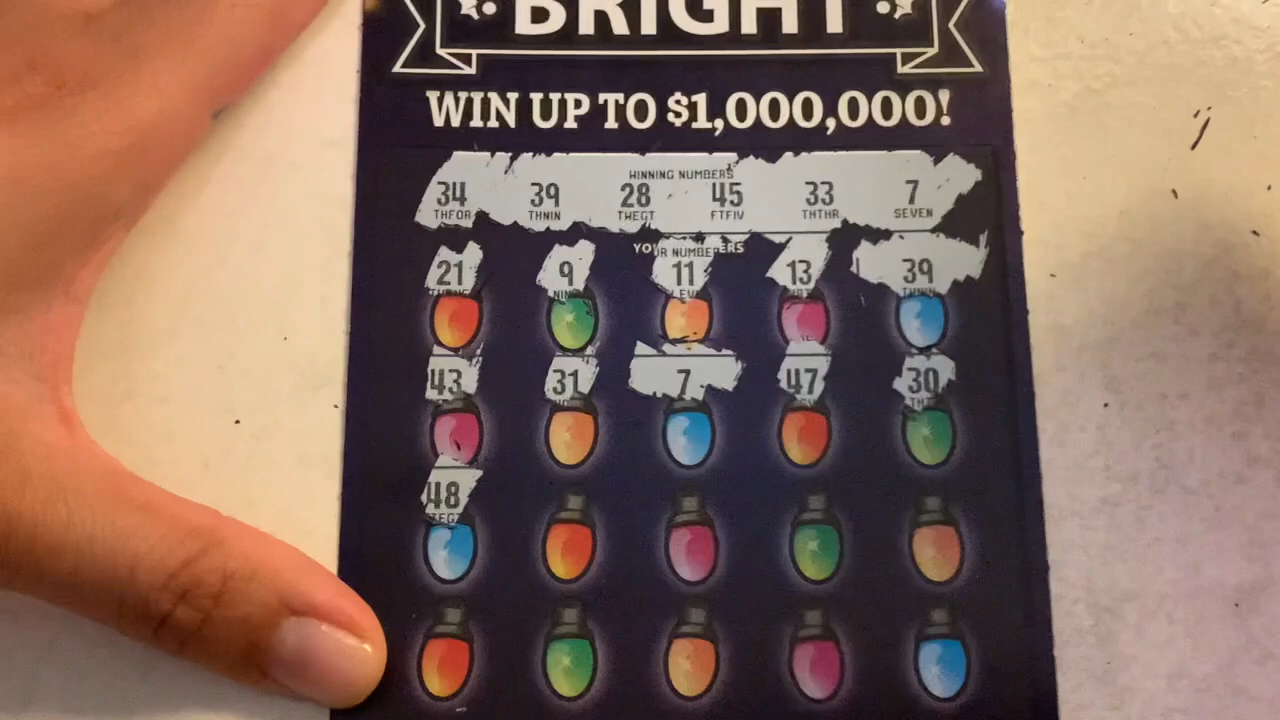 BRIGHT
WIN UP TO $1,000,000!
WINNING NUMBERS
34 39 28 45 33 7
THFOR THNIN TWEGT FTFIV THTHR SEVEN
YOUR NUMBERS
21 9 11 13 39
43 31 7 47 30
48